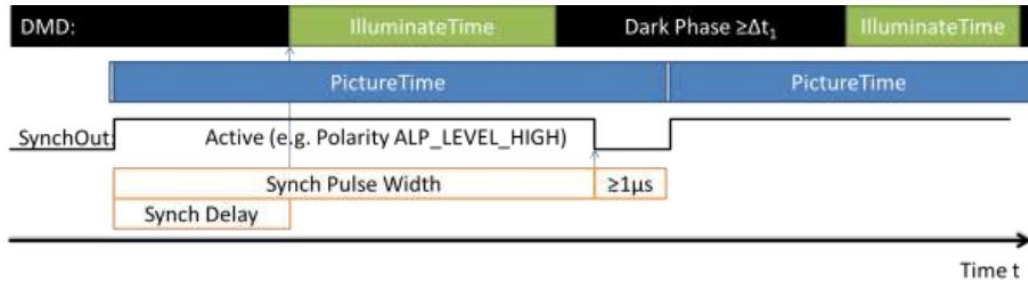 DMD: IlluminateTime Dark Phase ≥Δt₁ IlluminateTime
PictureTime PictureTime
SynchOut: Active (e.g. Polarity ALP_LEVEL_HIGH)
Synch Pulse Width ≥1µs
Synch Delay
Time t